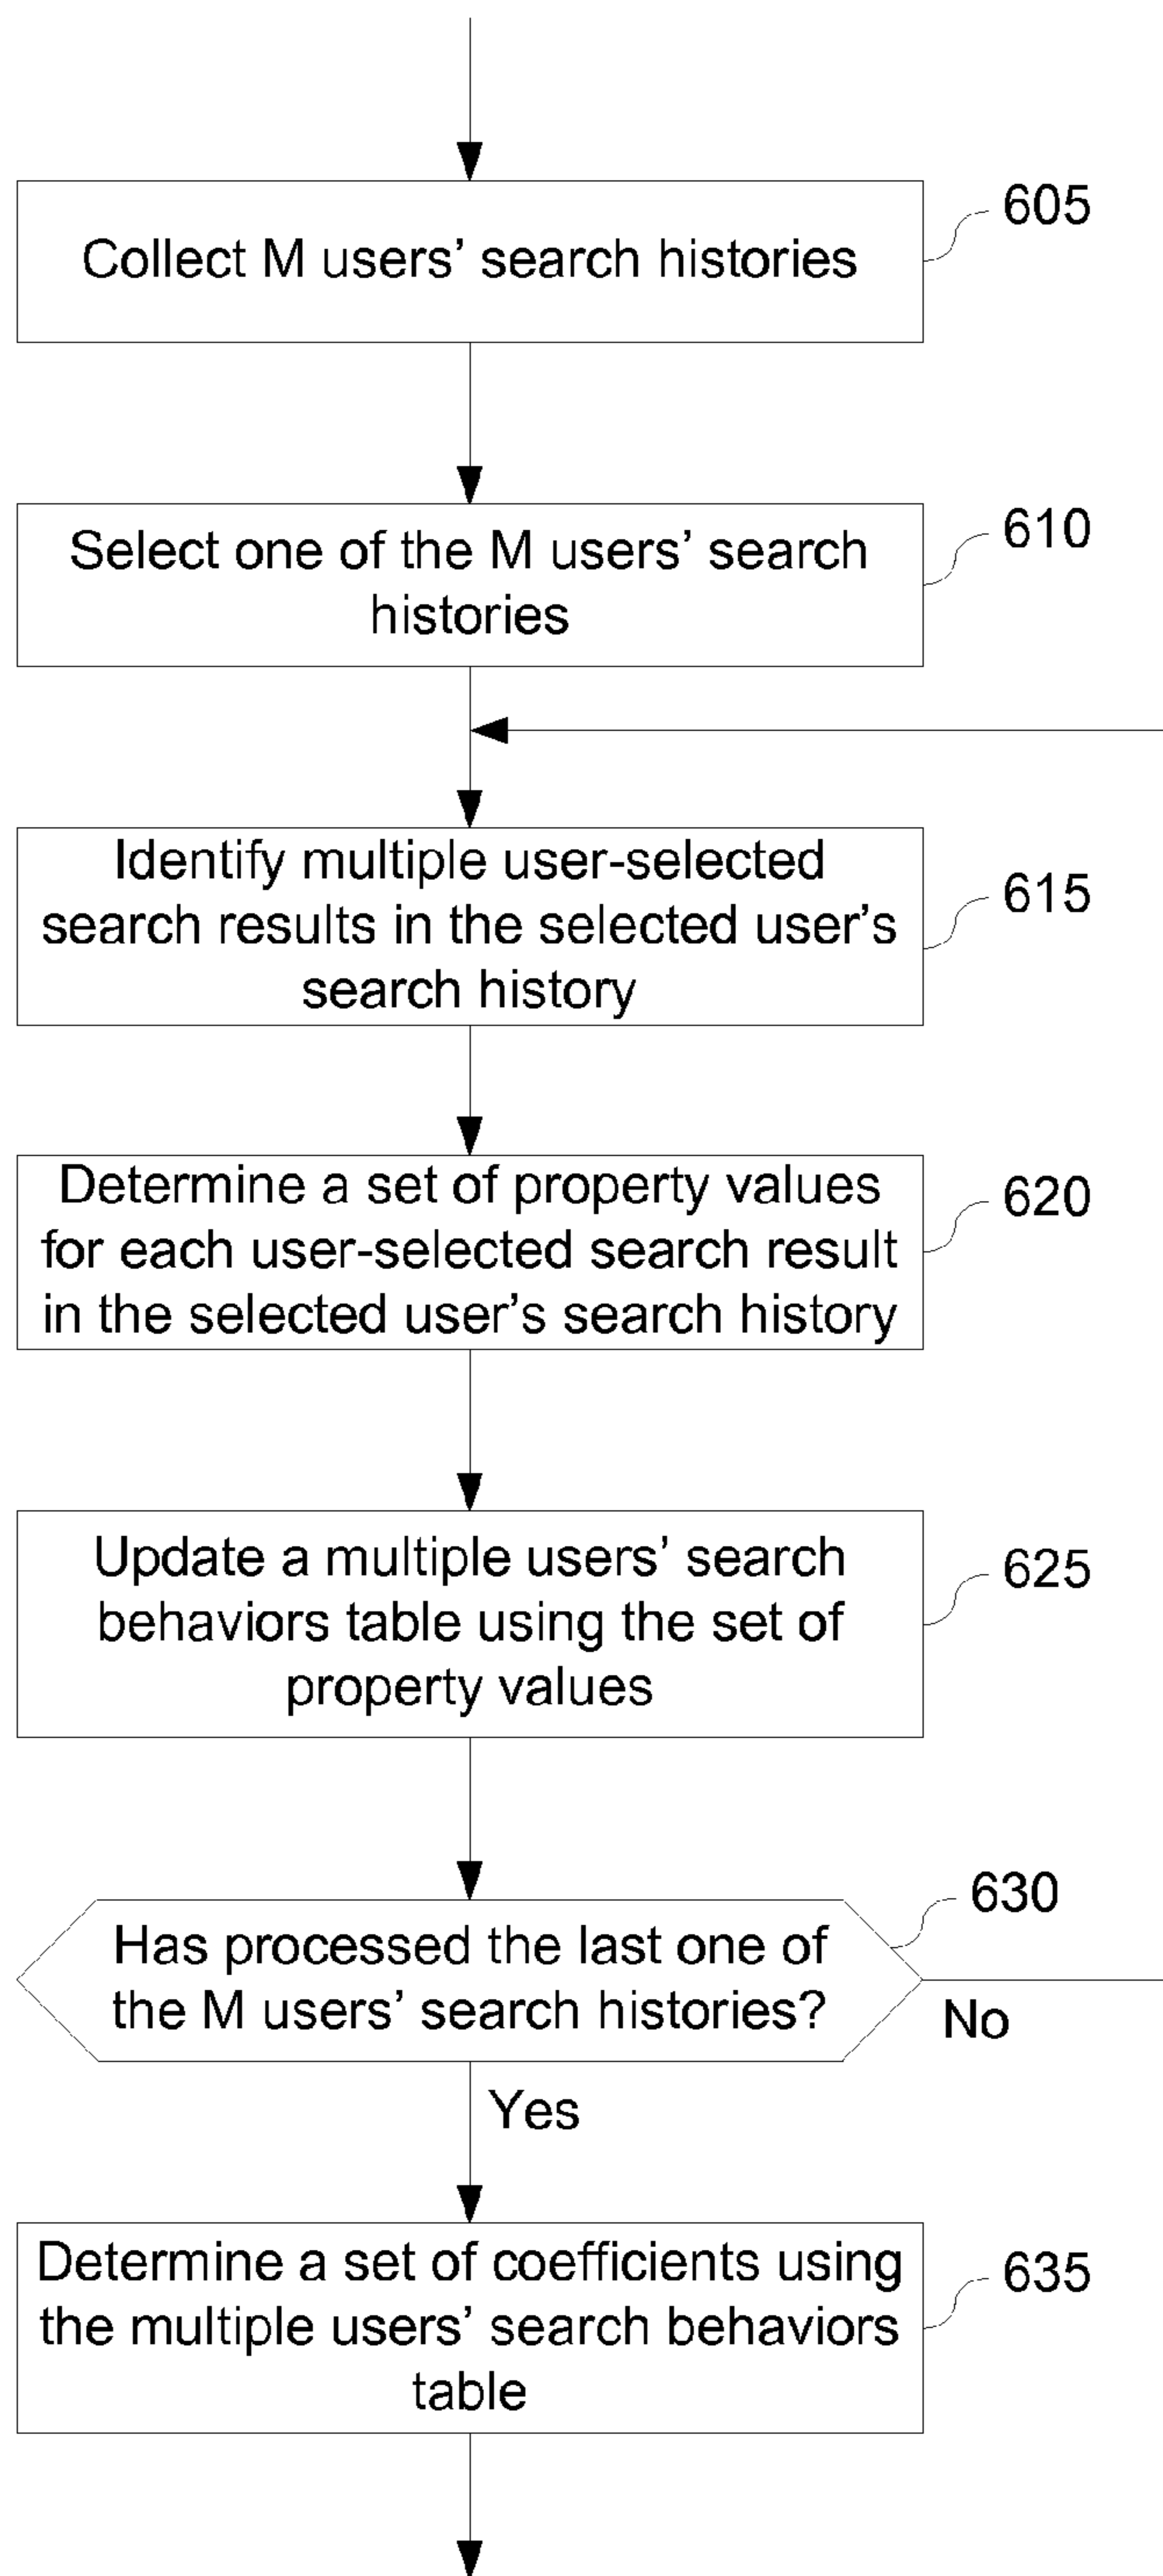 Collect M users’ search histories
605
Select one of the M users’ search
histories
610
Identify multiple user-selected
search results in the selected user’s
search history
615
Determine a set of property values
for each user-selected search result
in the selected user’s search history
620
Update a multiple users’ search
behaviors table using the set of
property values
625
Has processed the last one of
the M users’ search histories?
630
No
Yes
Determine a set of coefficients using
the multiple users’ search behaviors
table
635